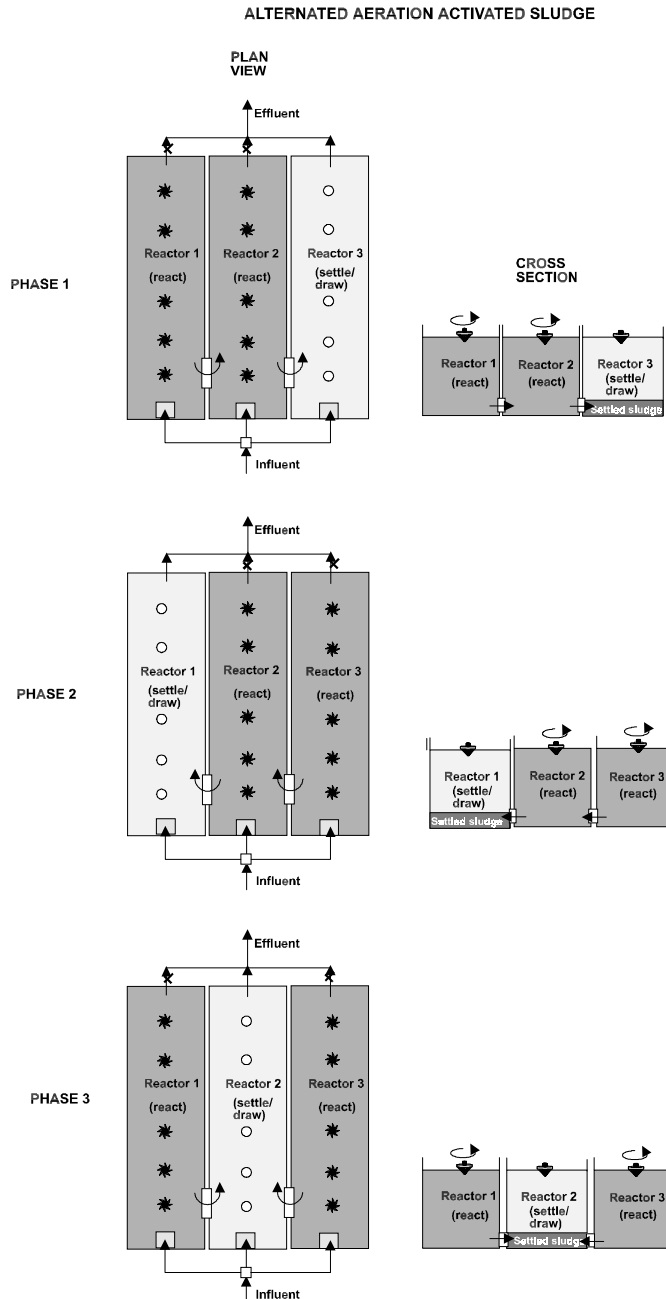 ALTERNATED AERATION ACTIVATED SLUDGE
PLAN
VIEW
Effluent
Reactor 1
(react)
Reactor 2
(react)
Reactor 3
(settle/
draw)
PHASE 1
Influent
CROSS
SECTION
Reactor 1
(react)
Reactor 2
(react)
Reactor 3
(settle/
draw)
Settled sludge
Effluent
Reactor 1
(settle/
draw)
Reactor 2
(react)
Reactor 3
(react)
PHASE 2
Influent
Reactor 1
(settle/
draw)
Settled sludge
Reactor 2
(react)
Reactor 3
(react)
Effluent
Reactor 1
(react)
Reactor 2
(settle/
draw)
Reactor 3
(react)
PHASE 3
Influent
Reactor 1
(react)
Reactor 2
(settle/
draw)
Settled sludge
Reactor 3
(react)